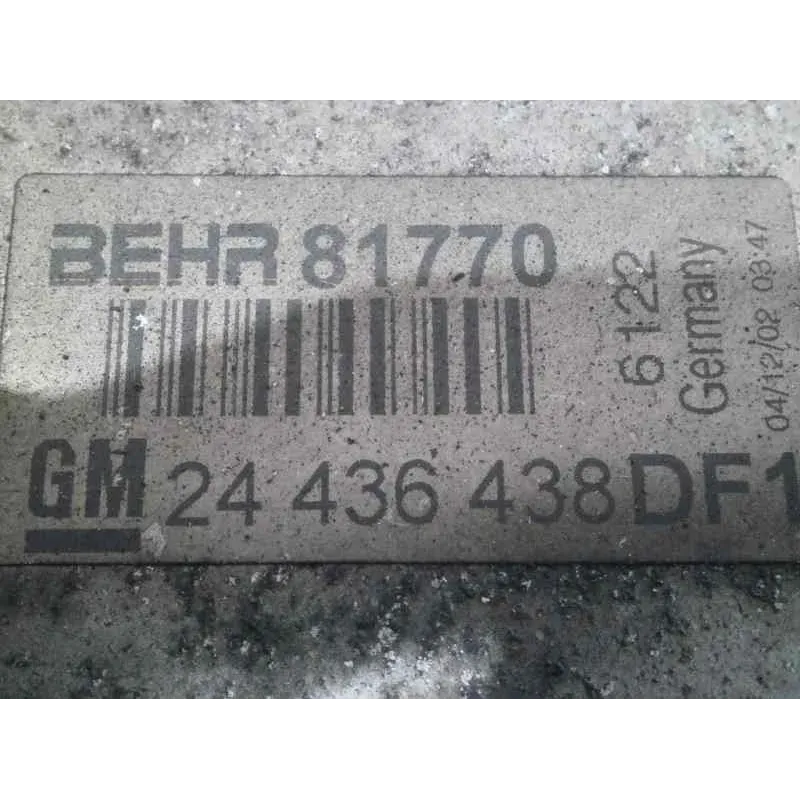 BEHR 81770
GM 24 436 438 DF1
6122
Germany
04/12/02 03:47